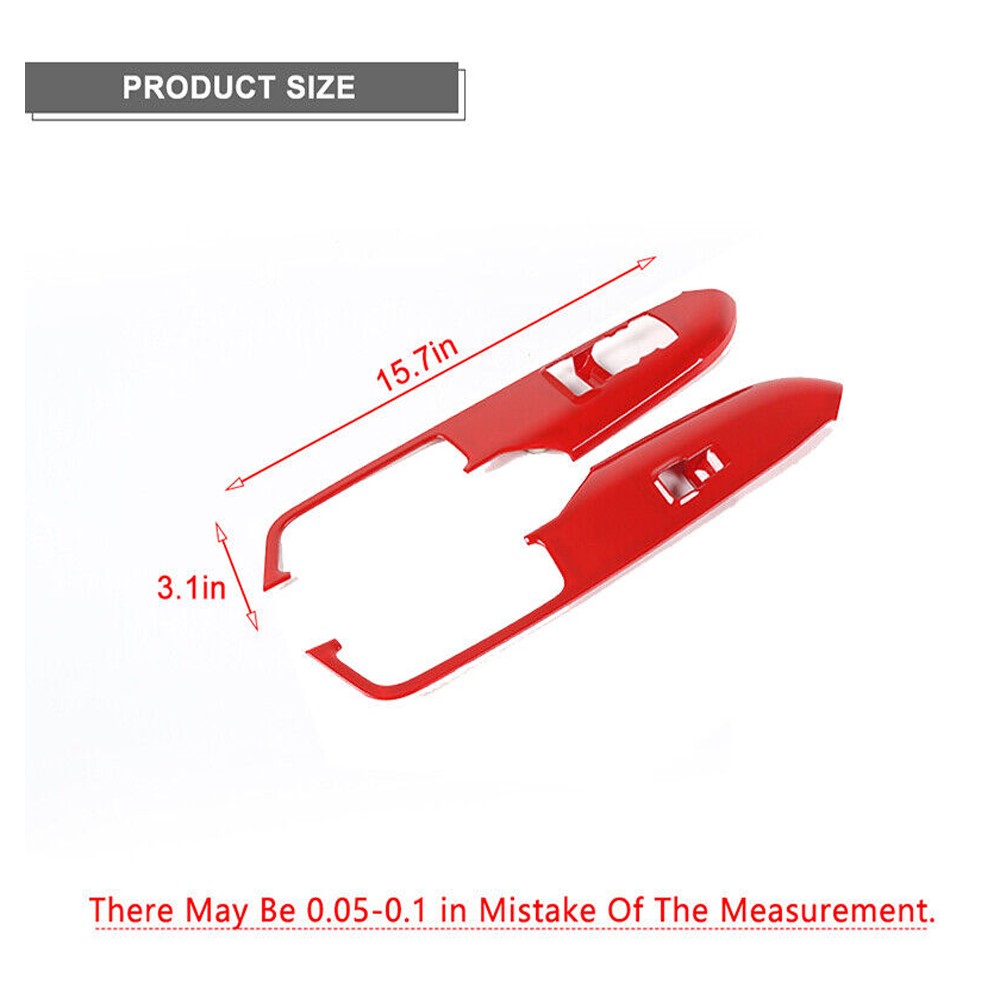 PRODUCT SIZE
15.7in
3.1in
There May Be 0.05-0.1 in Mistake Of The Measurement.